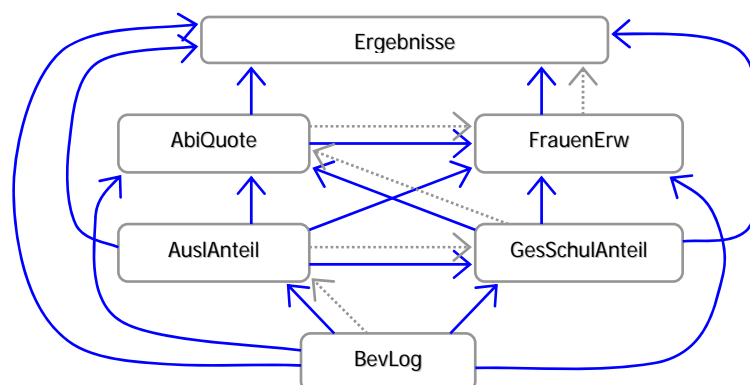 Ergebnisse
AbiQuote
FrauenErw
AuslAnteil
GesSchulAnteil
BevLog